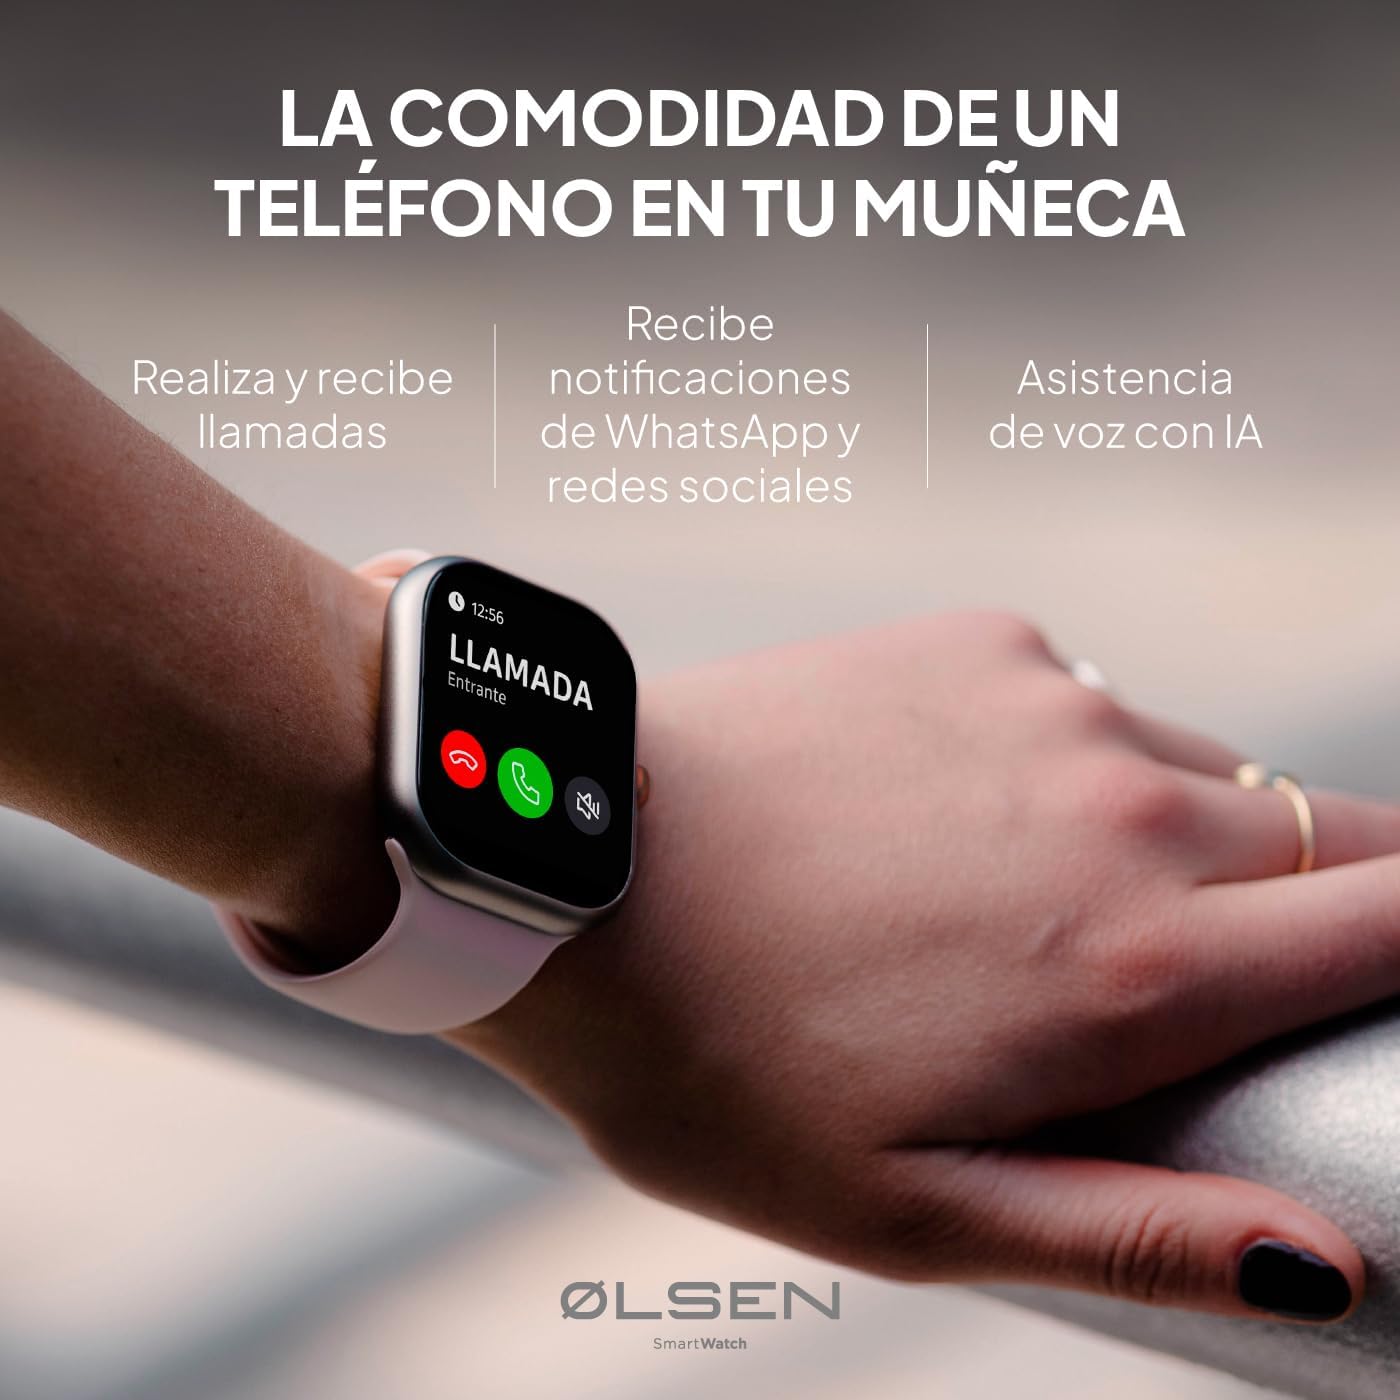 LA COMODIDAD DE UN
TELÉFONO EN TU MUÑECA
Realiza y recibe
llamadas
Recibe
notificaciones
de WhatsApp y
redes sociales
Asistencia
de voz con IA
12:56
LLAMADA
Entrante
ØLSEN
SmartWatch